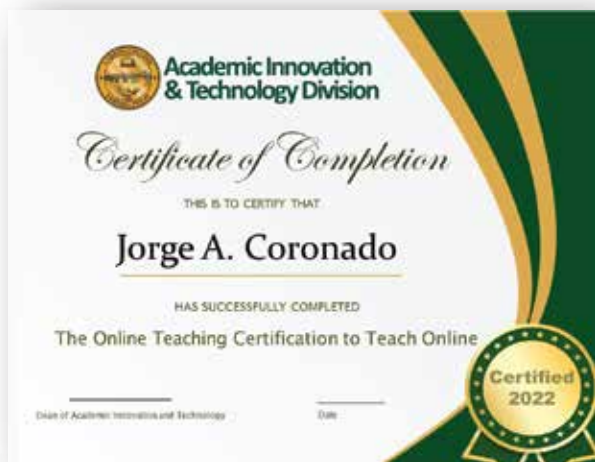 Academic Innovation
& Technology Division
Certificate of Completion
THIS IS TO CERTIFY THAT
Jorge A. Coronado
HAS SUCCESSFULLY COMPLETED
The Online Teaching Certification to Teach Online
Certified
2022
Dean of Academic Innovation and Technology
Date